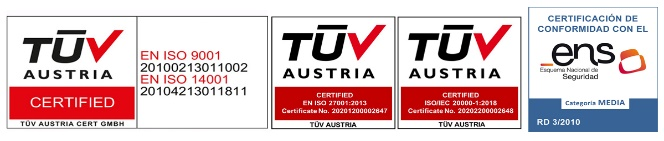 TÜV
AUSTRIA
CERTIFIED
TÜV AUSTRIA CERT GMBH
EN ISO 9001
20100213011002
EN ISO 14001
20104213011811
TÜV
AUSTRIA
CERTIFIED
EN ISO 27001:2013
Certificate No. 20201200002647
TÜV AUSTRIA
TÜV
AUSTRIA
CERTIFIED
ISO/IEC 20000-1:2018
Certificate No. 20202200002648
TÜV AUSTRIA
CERTIFICACIÓN DE
CONFORMIDAD CON EL
ens
Esquema Nacional de
Seguridad
Categoría MEDIA
RD 3/2010